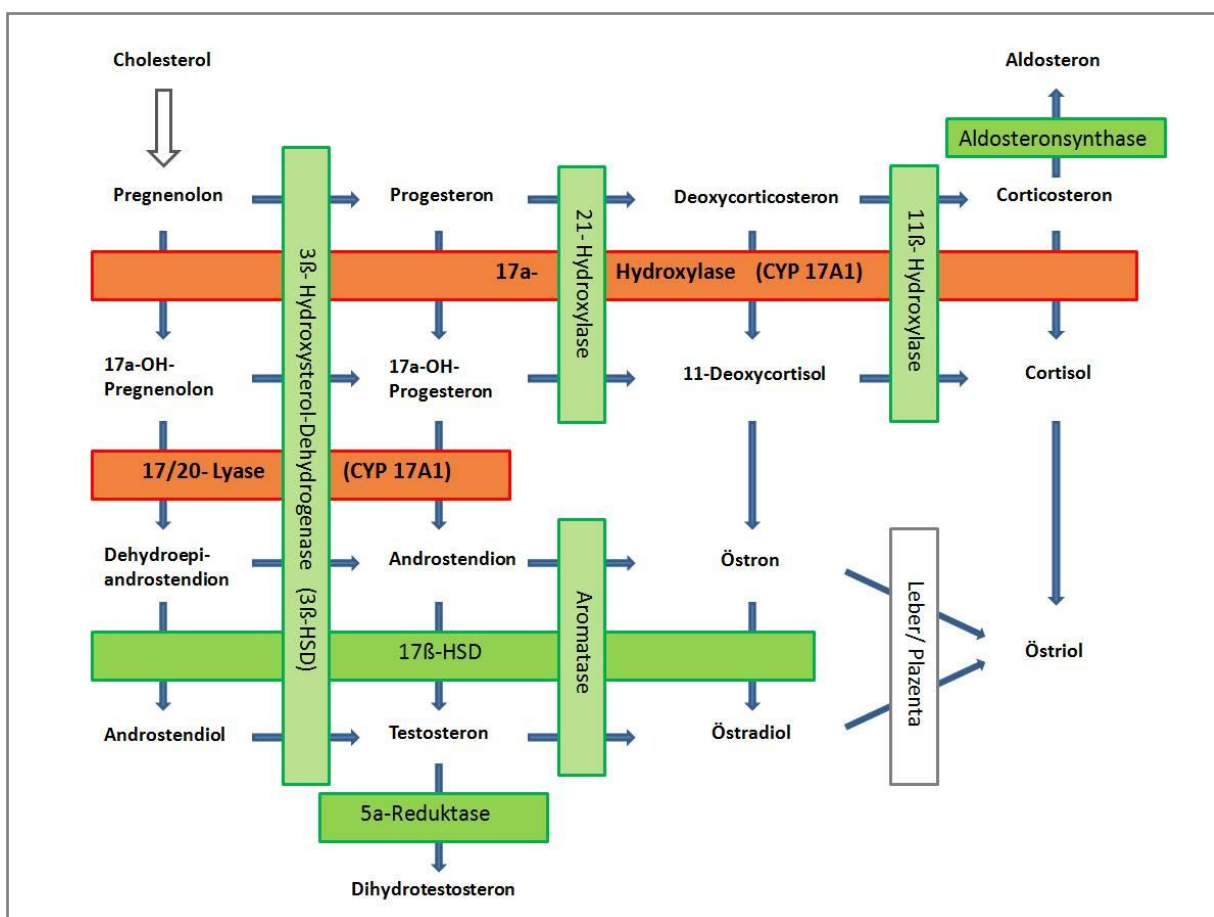 Cholesterol
Aldosteron
Aldosteronsynthase
Pregnenolon
Progesteron
Deoxycorticosteron
Corticosteron
3ß- Hydroxysterol-Dehydrogenase (3ß-HSD)
21- Hydroxylase
11ß- Hydroxylase
17a- Hydroxylase (CYP 17A1)
17a-OH-
Pregnenolon
17a-OH-
Progesteron
11-Deoxycortisol
Cortisol
17/20- Lyase (CYP 17A1)
Dehydroepi-
androstendion
Androstendion
Östron
Aromatase
Leber/ Plazenta
17ß-HSD
Östriol
Androstendiol
Testosteron
Östradiol
5a-Reduktase
Dihydrotestosteron